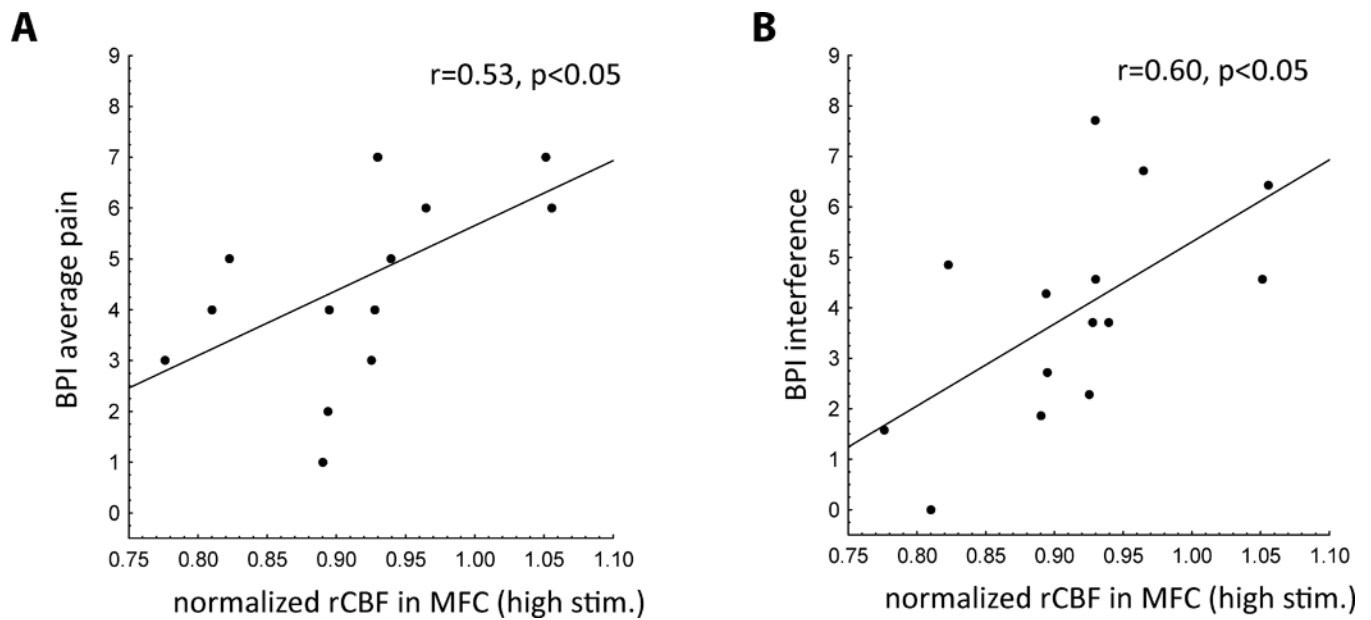 A
r=0.53, p<0.05
BPI average pain
9
8
7
6
5
4
3
2
1
0
0.75 0.80 0.85 0.90 0.95 1.00 1.05 1.10
normalized rCBF in MFC (high stim.)
B
r=0.60, p<0.05
BPI interference
9
8
7
6
5
4
3
2
1
0
0.75 0.80 0.85 0.90 0.95 1.00 1.05 1.10
normalized rCBF in MFC (high stim.)